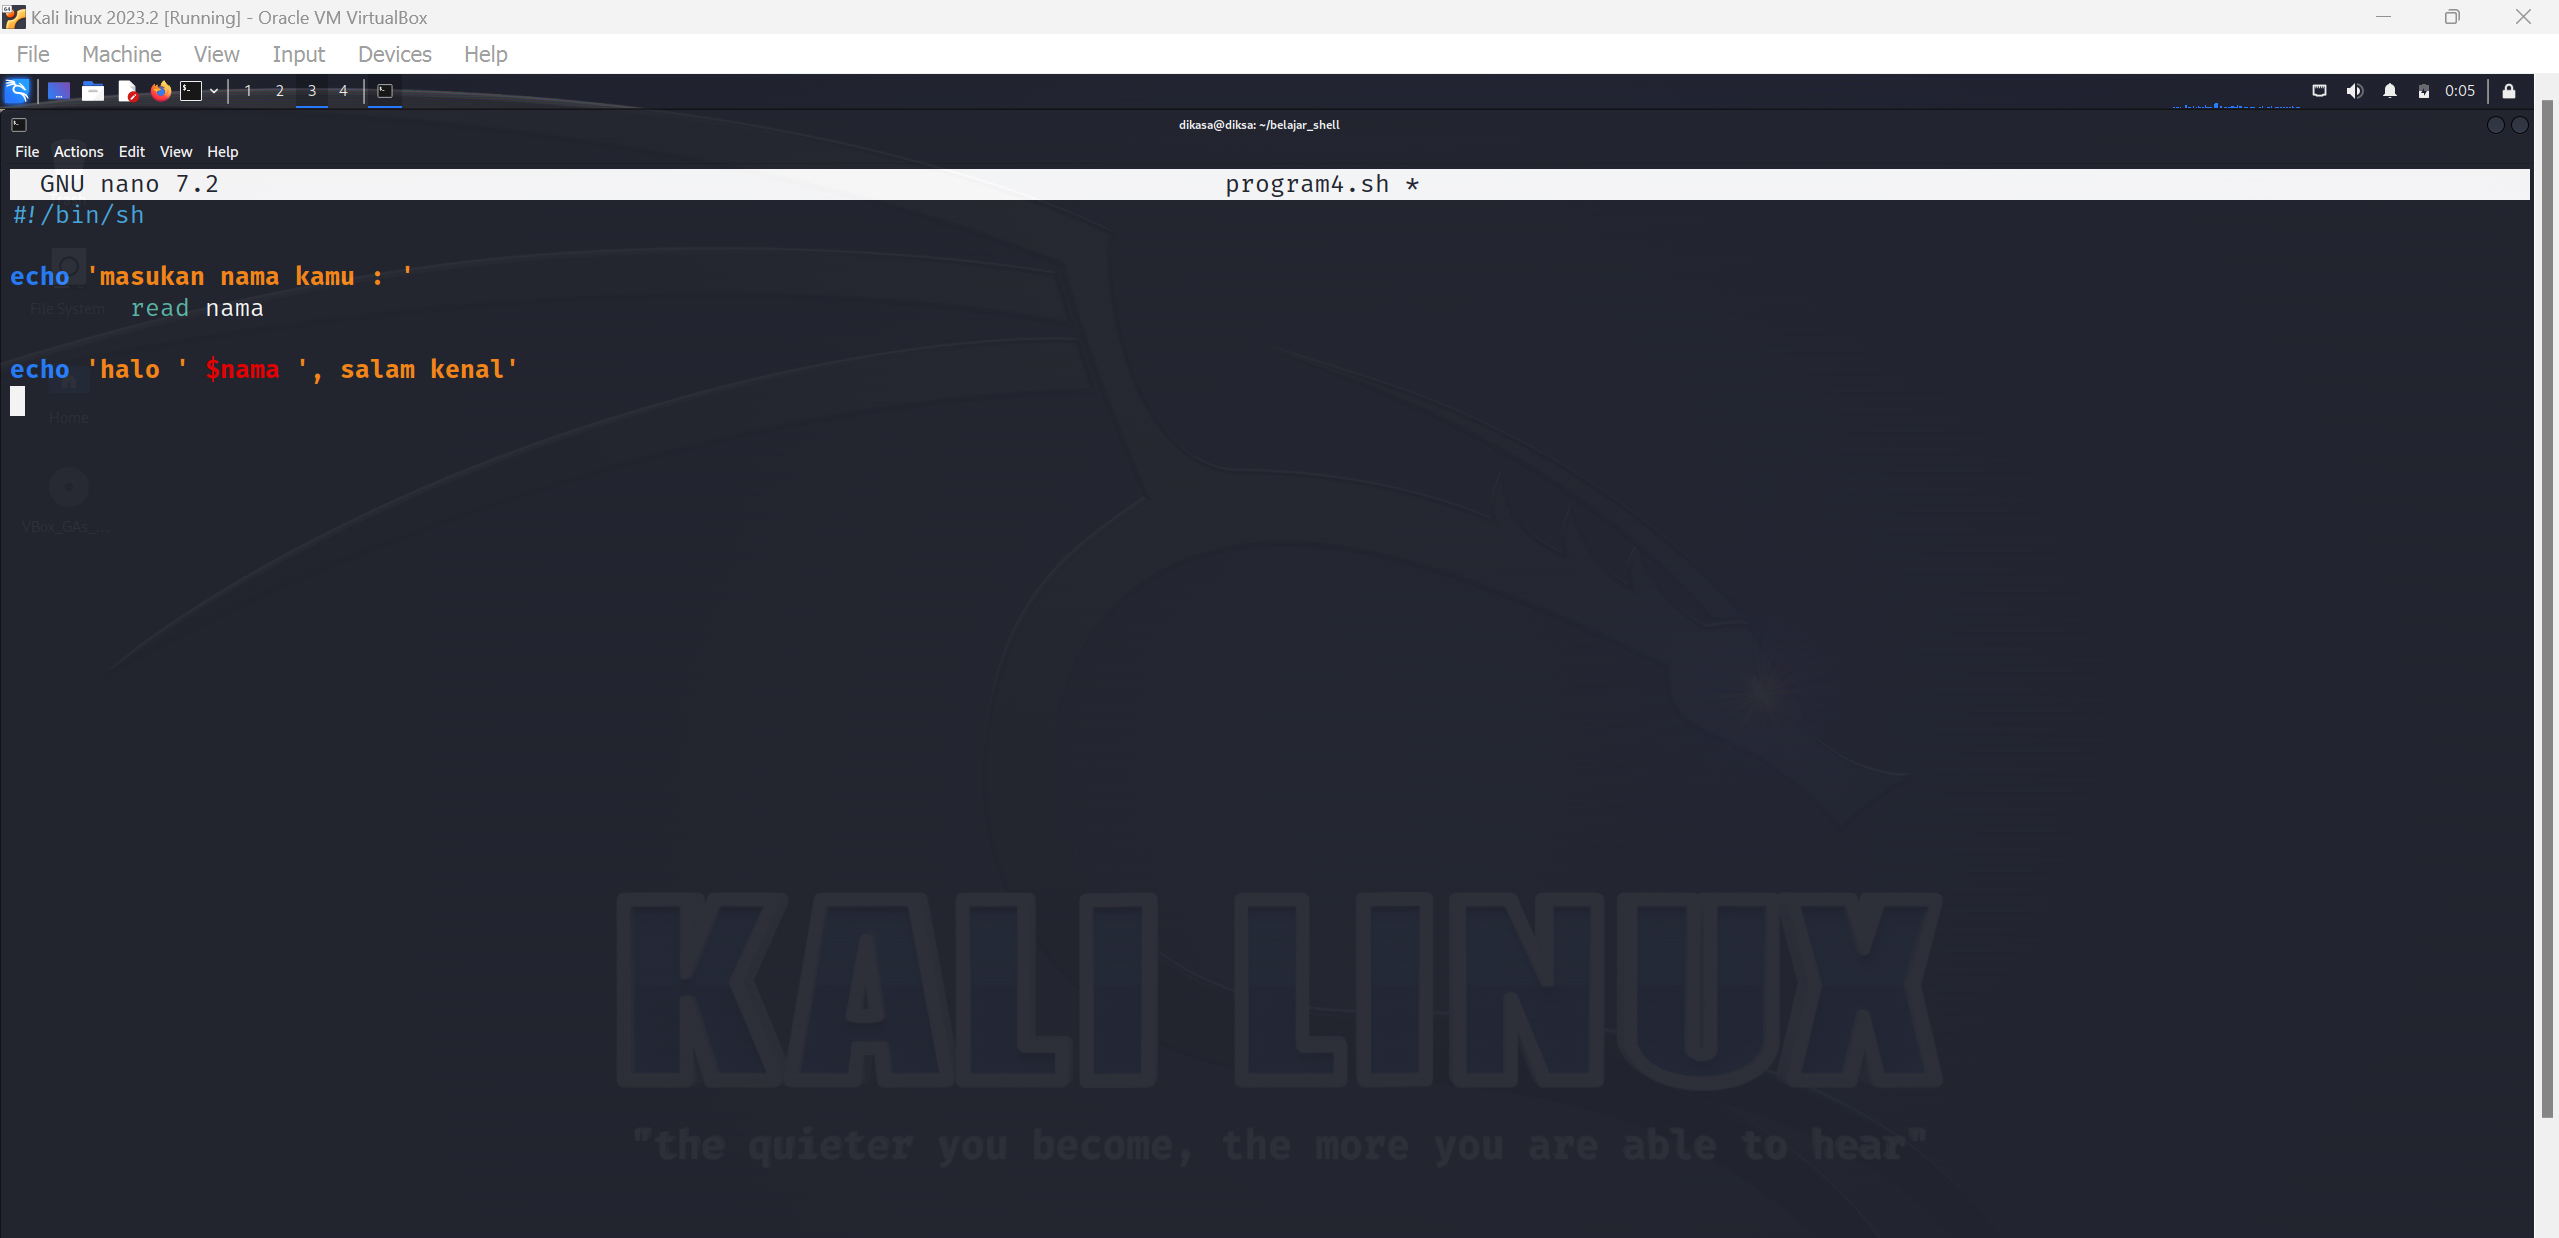 Kali linux 2023.2 [Running] - Oracle VM VirtualBox
File Machine View Input Devices Help
1 2 3 4 0:05
dikasa@diksa: ~/belajar_shell
File Actions Edit View Help
GNU nano 7.2 program4.sh *
#!/bin/sh
echo 'masukan nama kamu : '
File System
read nama
echo 'halo ' $nama ', salam kenal'
Home
VBox_GAs_...
KALI LINUX
"the quieter you become, the more you are able to hear"